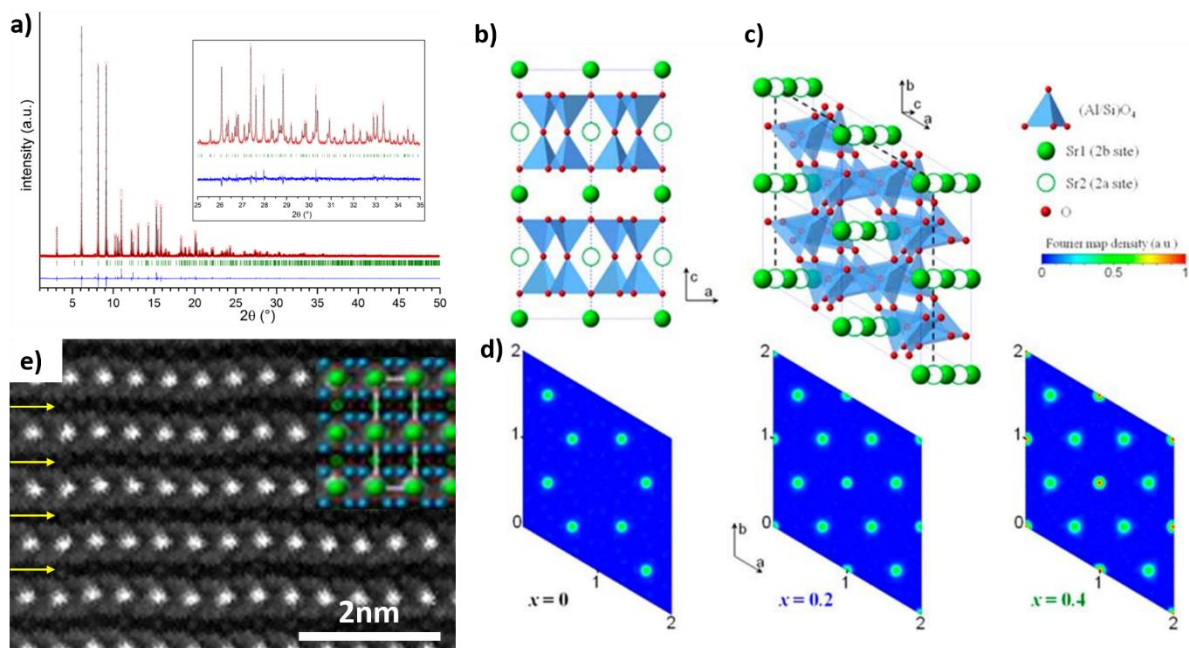 a)
intensity (a.u.)
5 10 15 20 25 30 35 40 45 50
2θ (°)
25 26 27 28 29 30 31 32 33 34 35
2θ (°)
b)
c
a
c)
b
c
a
(Al/Si)O4
Sr1 (2b site)
Sr2 (2a site)
O
Fourier map density (a.u.)
0 0.5 1
d)
2
1
0
1
2
x = 0
b
a
2
1
0
1
2
x = 0.2
2
1
0
1
2
x = 0.4
e)
2nm